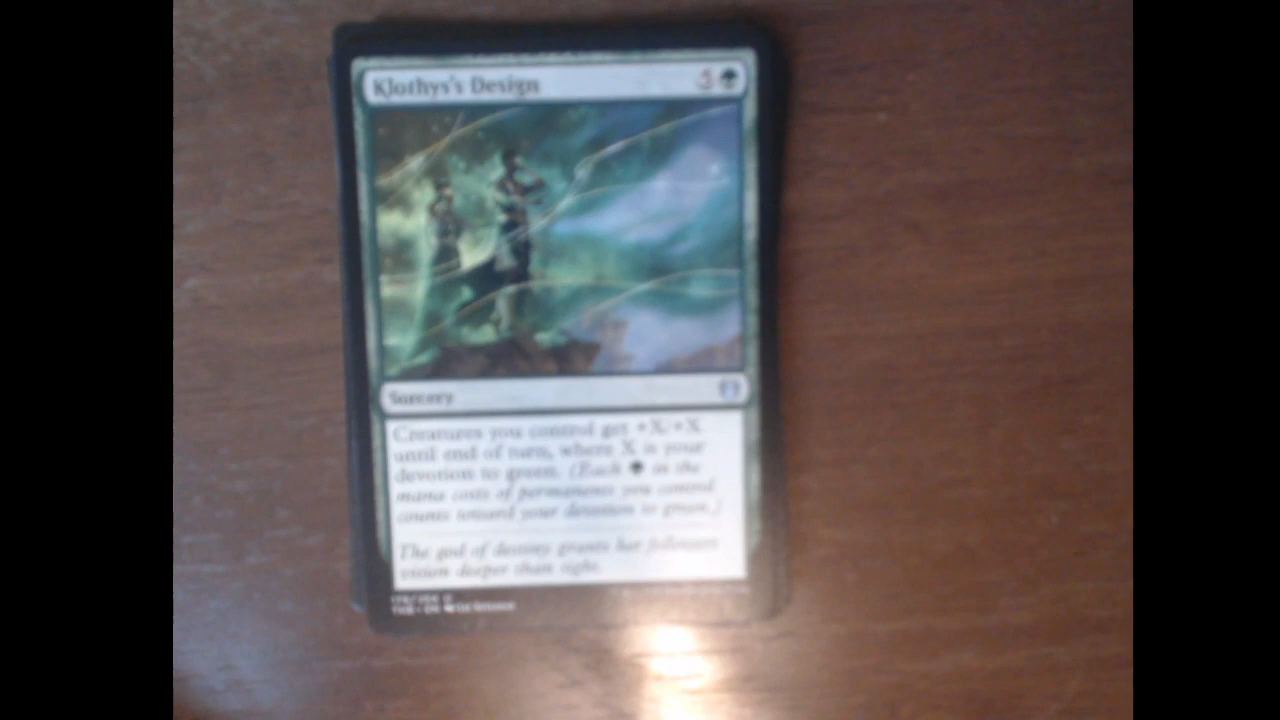 Klothys's Design 5
Sorcery
Creatures you control get +X/+X
until end of turn, where X is your
devotion to green. (Each in the
mana costs of permanents you control
counts toward your devotion to green.)
The god of destiny grants her followers
vision deeper than sight.
THB • EN